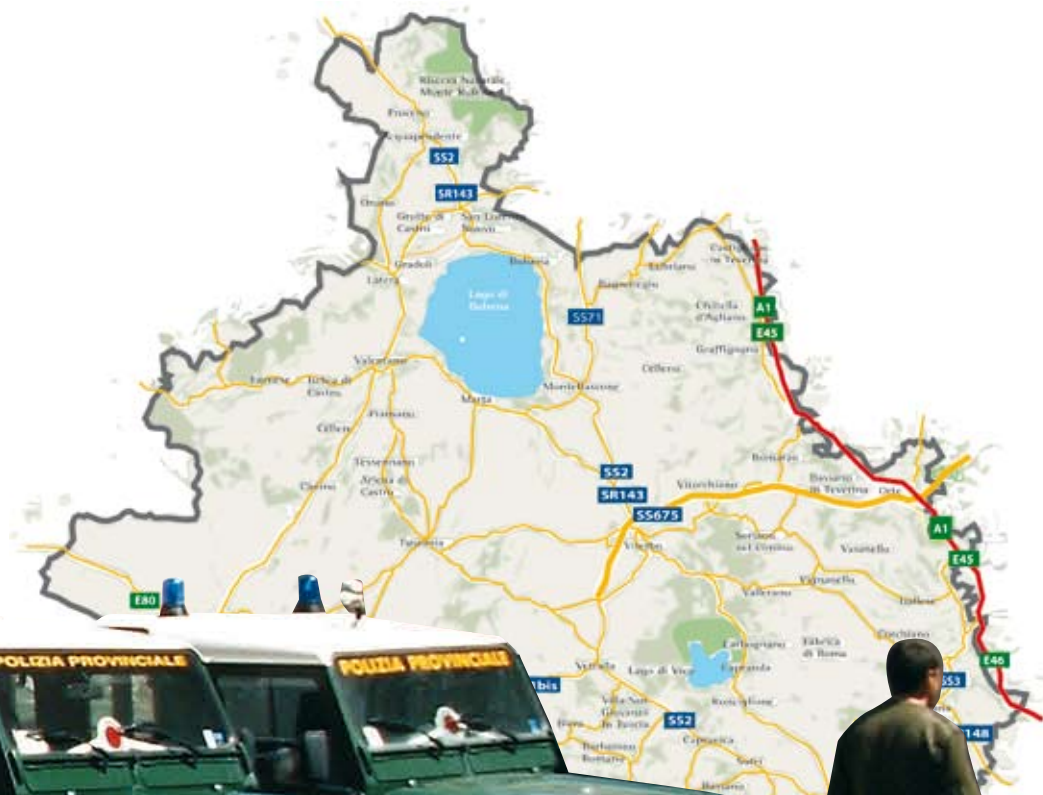 Riserva Naturale
Proceno
Acquapendente
SS2
SR143
Onano
Grotte di
Castro
San Lorenzo
Nuovo
Gradoli
Bolsena
Latera
Lago di
Bolsena
Bagnoregio
Lubriano
in Teverina
A1
E45
SS71
Civitella
d'Agliano
Graffignano
Celleno
Valentano
Farnese
Ischia di
Castro
Montefiascone
Marta
Piansano
Cellere
Tessennano
Arlena di
Castro
Canino
Bomarzo
SS2
SR143
SS675
Vitorchiano
Bassano
in Teverina
Orte
A1
E45
Tuscania
Viterbo
Soriano
nel Cimino
Vasanello
Vignanello
Vallerano
Gallese
Corchiano
E80
Carbognano
Fabrica
di Roma
Caprarola
Lago di Vico
Vetralla
Ronciglione
E46
SS3
1bis
Villa San
Giovanni
In Tuscia
SS2
Capranica
Barbarano
Romano
Sutri
Bassano
148
POLIZIA PROVINCIALE
POLIZIA PROVINCIALE